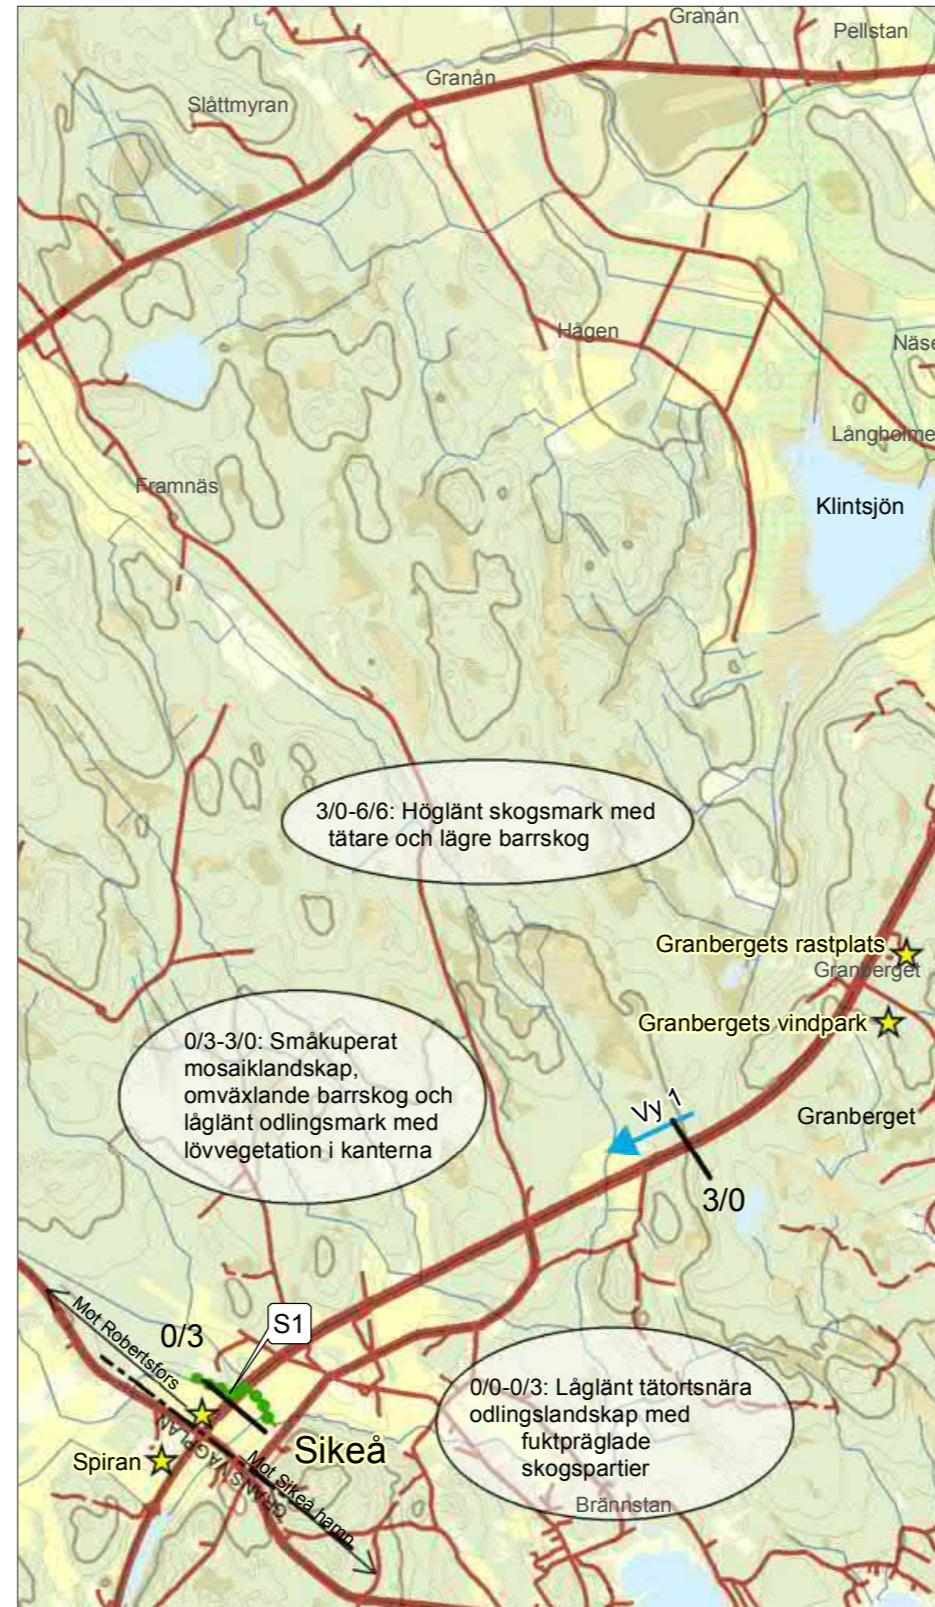 Granån
Pellstan
Granån
Slåttmyran
Hågen
Näse
Långholme
Framnäs
Klintsjön
3/0-6/6: Höglänt skogsmark med
tätare och lägre barrskog
Granbergets rastplats
Granberget
Granbergets vindpark
0/3-3/0: Småkuperat
mosaiklandskap,
omväxlande barrskog och
låglänt odlingsmark med
lövvegetation i kanterna
Vy 1
Granberget
3/0
Mot Robertsfors
0/3
S1
0/0-0/3: Låglänt tätortsnära
odlingslandskap med
fuktpräglade
skogspartier
Spiran
GRÄNS VÄGPLAN
Sikeå
Mot Sikeå hamn
Brännstan